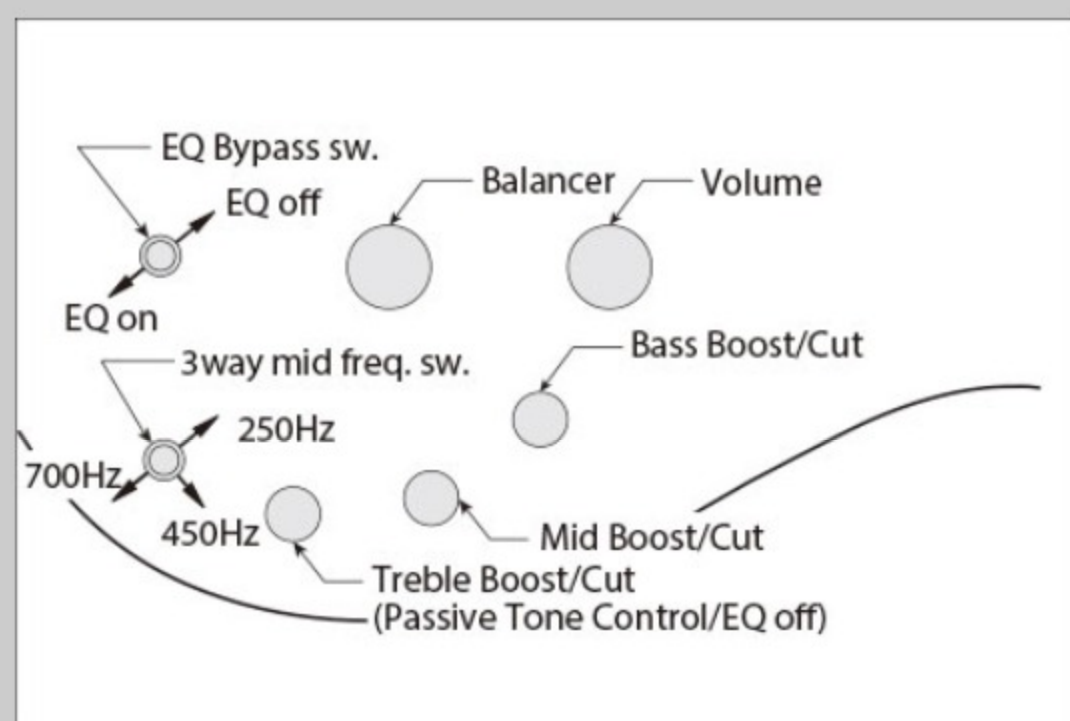 EQ Bypass sw.
Balancer
Volume
EQ off
EQ on
Bass Boost/Cut
3way mid freq. sw.
250Hz
700Hz
450Hz
Mid Boost/Cut
Treble Boost/Cut
(Passive Tone Control/EQ off)